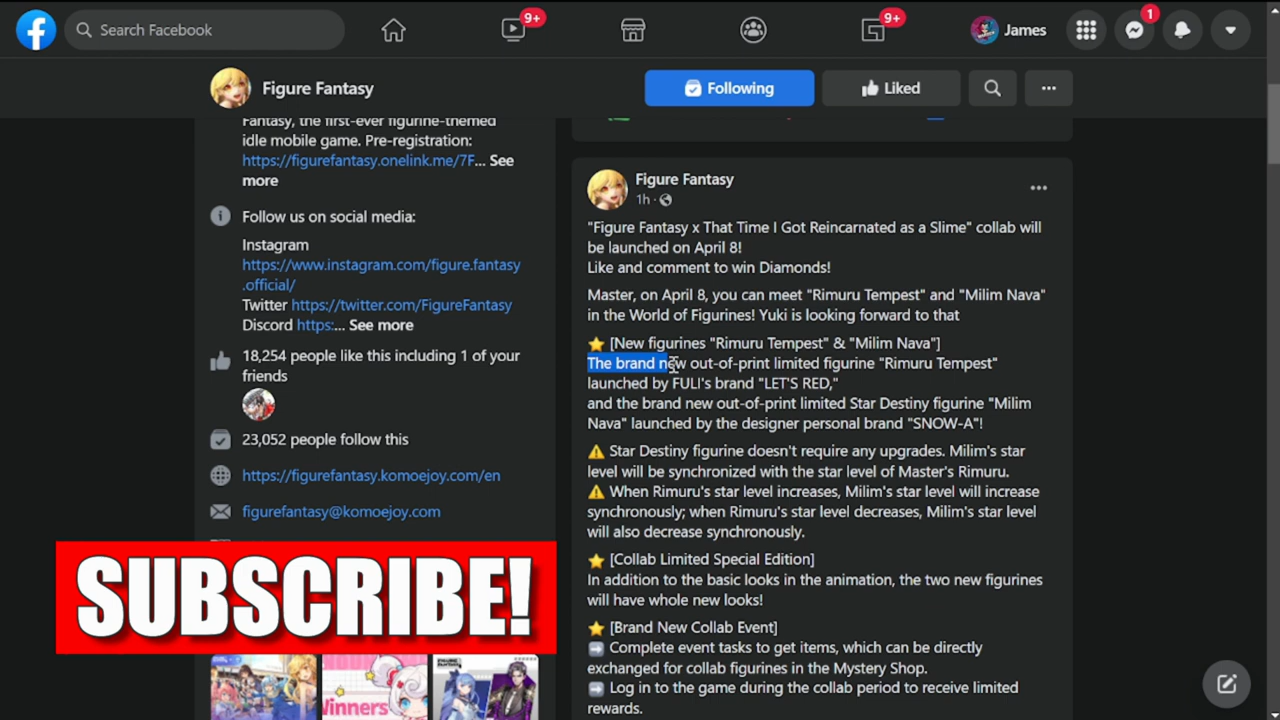 Search Facebook
9+
9+
James
1
Figure Fantasy
Following
Liked
Fantasy, the first-ever figurine-themed
idle mobile game. Pre-registration:
https://figurefantasy.onelink.me/7F... See
more
Follow us on social media:
Instagram
https://www.instagram.com/figure.fantasy
.official/
Twitter https://twitter.com/FigureFantasy
Discord https:... See more
18,254 people like this including 1 of your
friends
23,052 people follow this
https://figurefantasy.komoejoy.com/en
figurefantasy@komoejoy.com
SUBSCRIBE!
Winners
Figure Fantasy
1h
"Figure Fantasy x That Time I Got Reincarnated as a Slime" collab will
be launched on April 8!
Like and comment to win Diamonds!
Master, on April 8, you can meet "Rimuru Tempest" and "Milim Nava"
in the World of Figurines! Yuki is looking forward to that
⭐ [New figurines "Rimuru Tempest" & "Milim Nava"]
The brand new out-of-print limited figurine "Rimuru Tempest"
launched by FULI's brand "LET'S RED,"
and the brand new out-of-print limited Star Destiny figurine "Milim
Nava" launched by the designer personal brand "SNOW-A"!
⚠ Star Destiny figurine doesn't require any upgrades. Milim's star
level will be synchronized with the star level of Master's Rimuru.
⚠ When Rimuru's star level increases, Milim's star level will increase
synchronously; when Rimuru's star level decreases, Milim's star level
will also decrease synchronously.
⭐ [Collab Limited Special Edition]
In addition to the basic looks in the animation, the two new figurines
will have whole new looks!
⭐ [Brand New Collab Event]
➡ Complete event tasks to get items, which can be directly
exchanged for collab figurines in the Mystery Shop.
➡ Log in to the game during the collab period to receive limited
rewards.